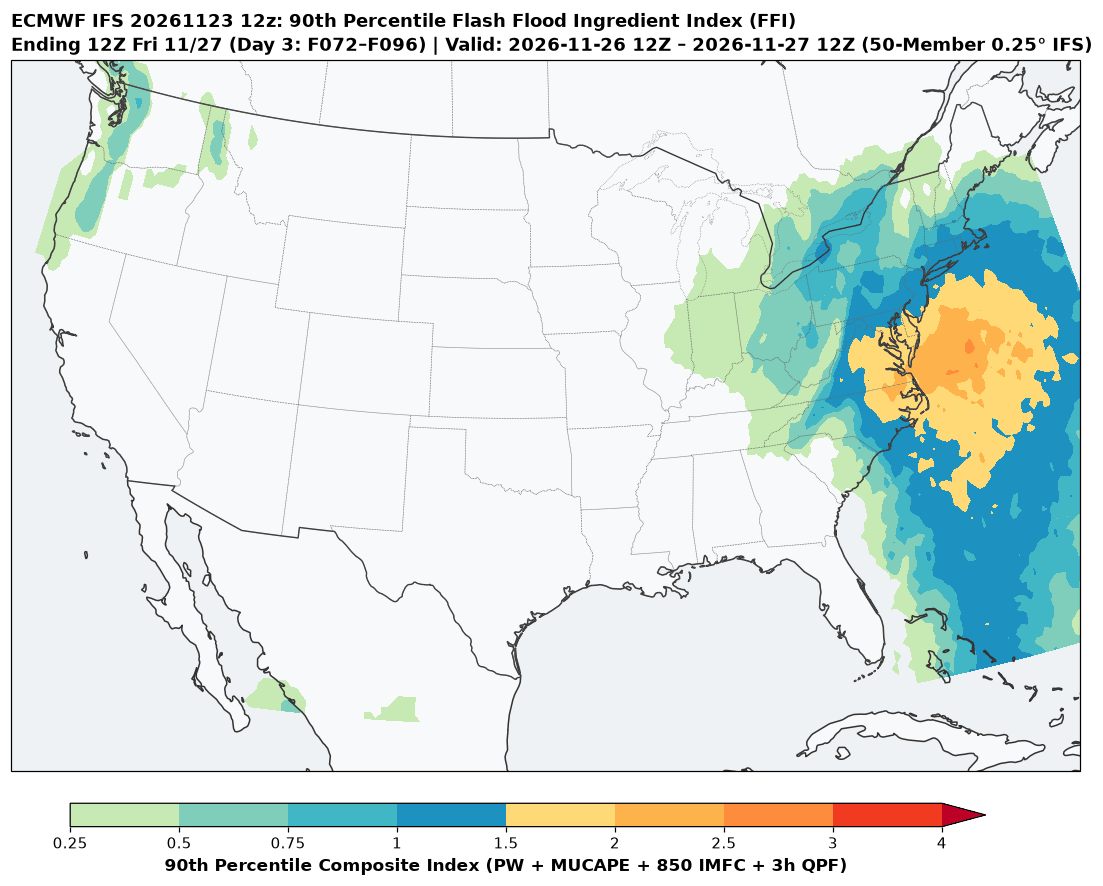 ECMWF IFS 20261123 12z: 90th Percentile Flash Flood Ingredient Index (FFI)
Ending 12Z Fri 11/27 (Day 3: F072–F096) | Valid: 2026-11-26 12Z – 2026-11-27 12Z (50-Member 0.25° IFS)
0.25 0.5 0.75 1 1.5 2 2.5 3 4
90th Percentile Composite Index (PW + MUCAPE + 850 IMFC + 3h QPF)